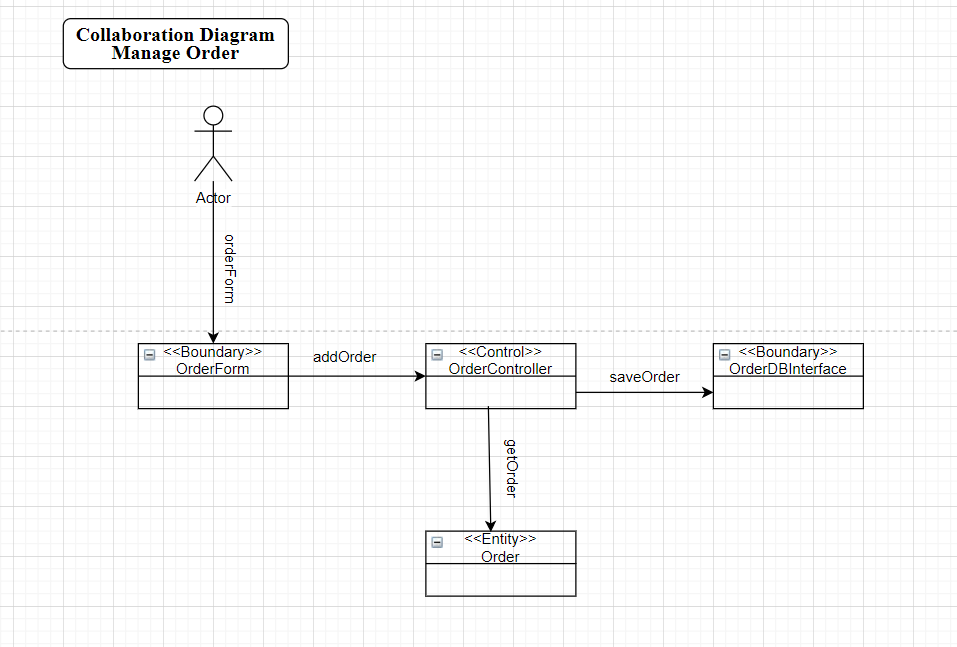 Collaboration Diagram
Manage Order
Actor
orderForm
<<Boundary>>
OrderForm
addOrder
<<Control>>
OrderController
saveOrder
<<Boundary>>
OrderDBInterface
getOrder
<<Entity>>
Order